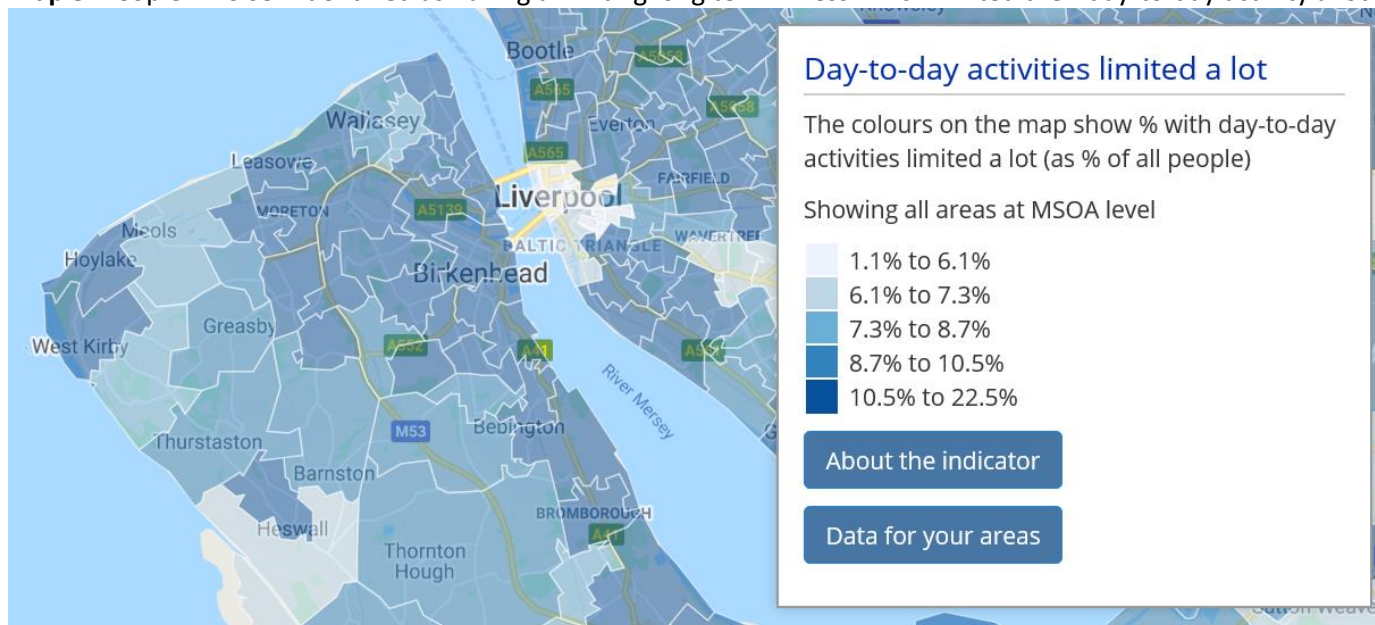 Bootle
A5058
A565
A5058
Everton
Wallasey
A565
Leasowe
Liverpool
FAIRFIELD
MORETON
A5139
Meols
BALTIC TRIANGLE
WAVERTREE
Hoylake
Birkenhead
Greasby
West Kirby
A552
A41
River Mersey
M53
Bebington
Thurstaston
Barnston
BROMBOROUGH
Heswall
A41
Thornton
Hough
Day-to-day activities limited a lot
The colours on the map show % with day-to-day
activities limited a lot (as % of all people)
Showing all areas at MSOA level
1.1% to 6.1%
6.1% to 7.3%
7.3% to 8.7%
8.7% to 10.5%
10.5% to 22.5%
About the indicator
Data for your areas